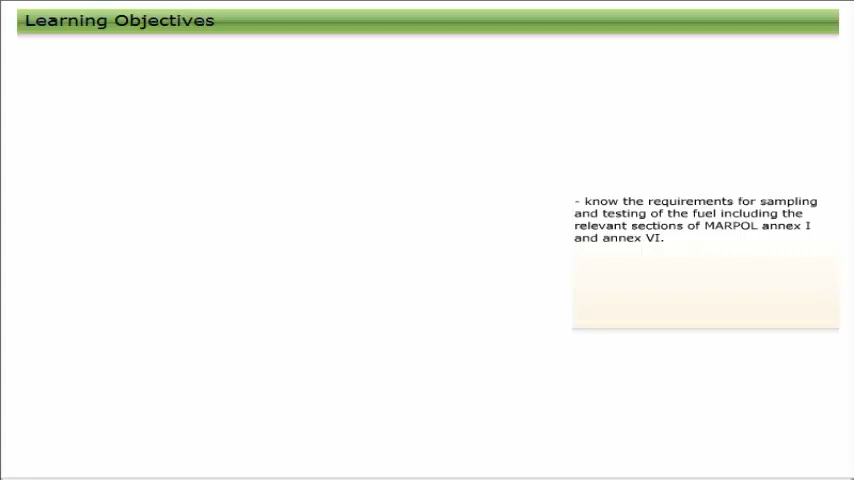 Learning Objectives
- know the requirements for sampling
and testing of the fuel including the
relevant sections of MARPOL annex I
and annex VI.